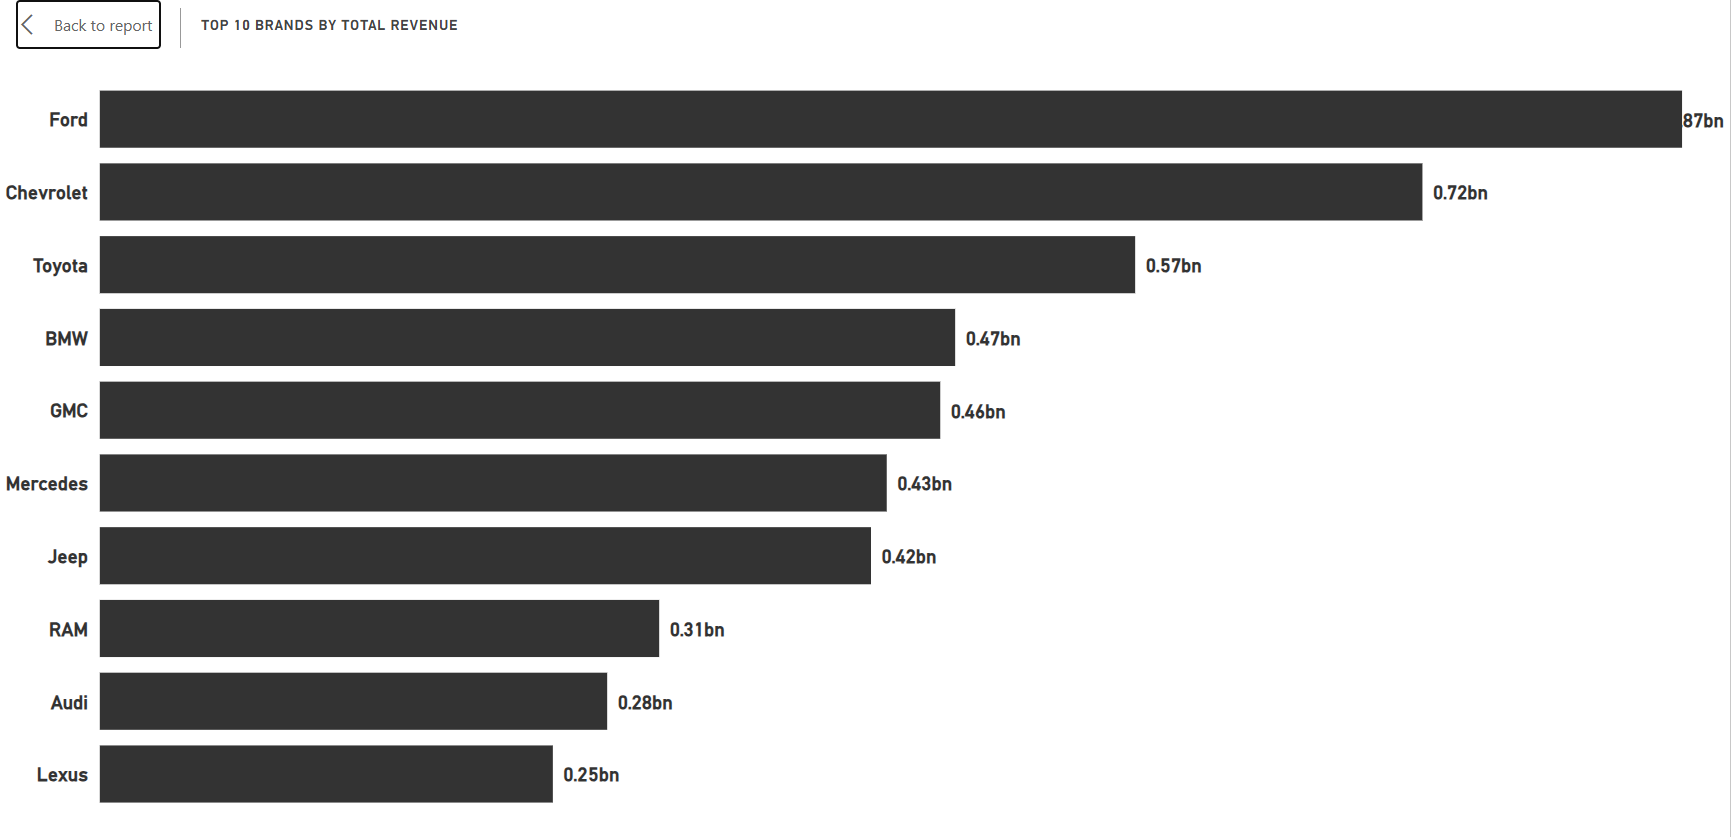 Back to report
TOP 10 BRANDS BY TOTAL REVENUE
Ford 87bn
Chevrolet 0.72bn
Toyota 0.57bn
BMW 0.47bn
GMC 0.46bn
Mercedes 0.43bn
Jeep 0.42bn
RAM 0.31bn
Audi 0.28bn
Lexus 0.25bn